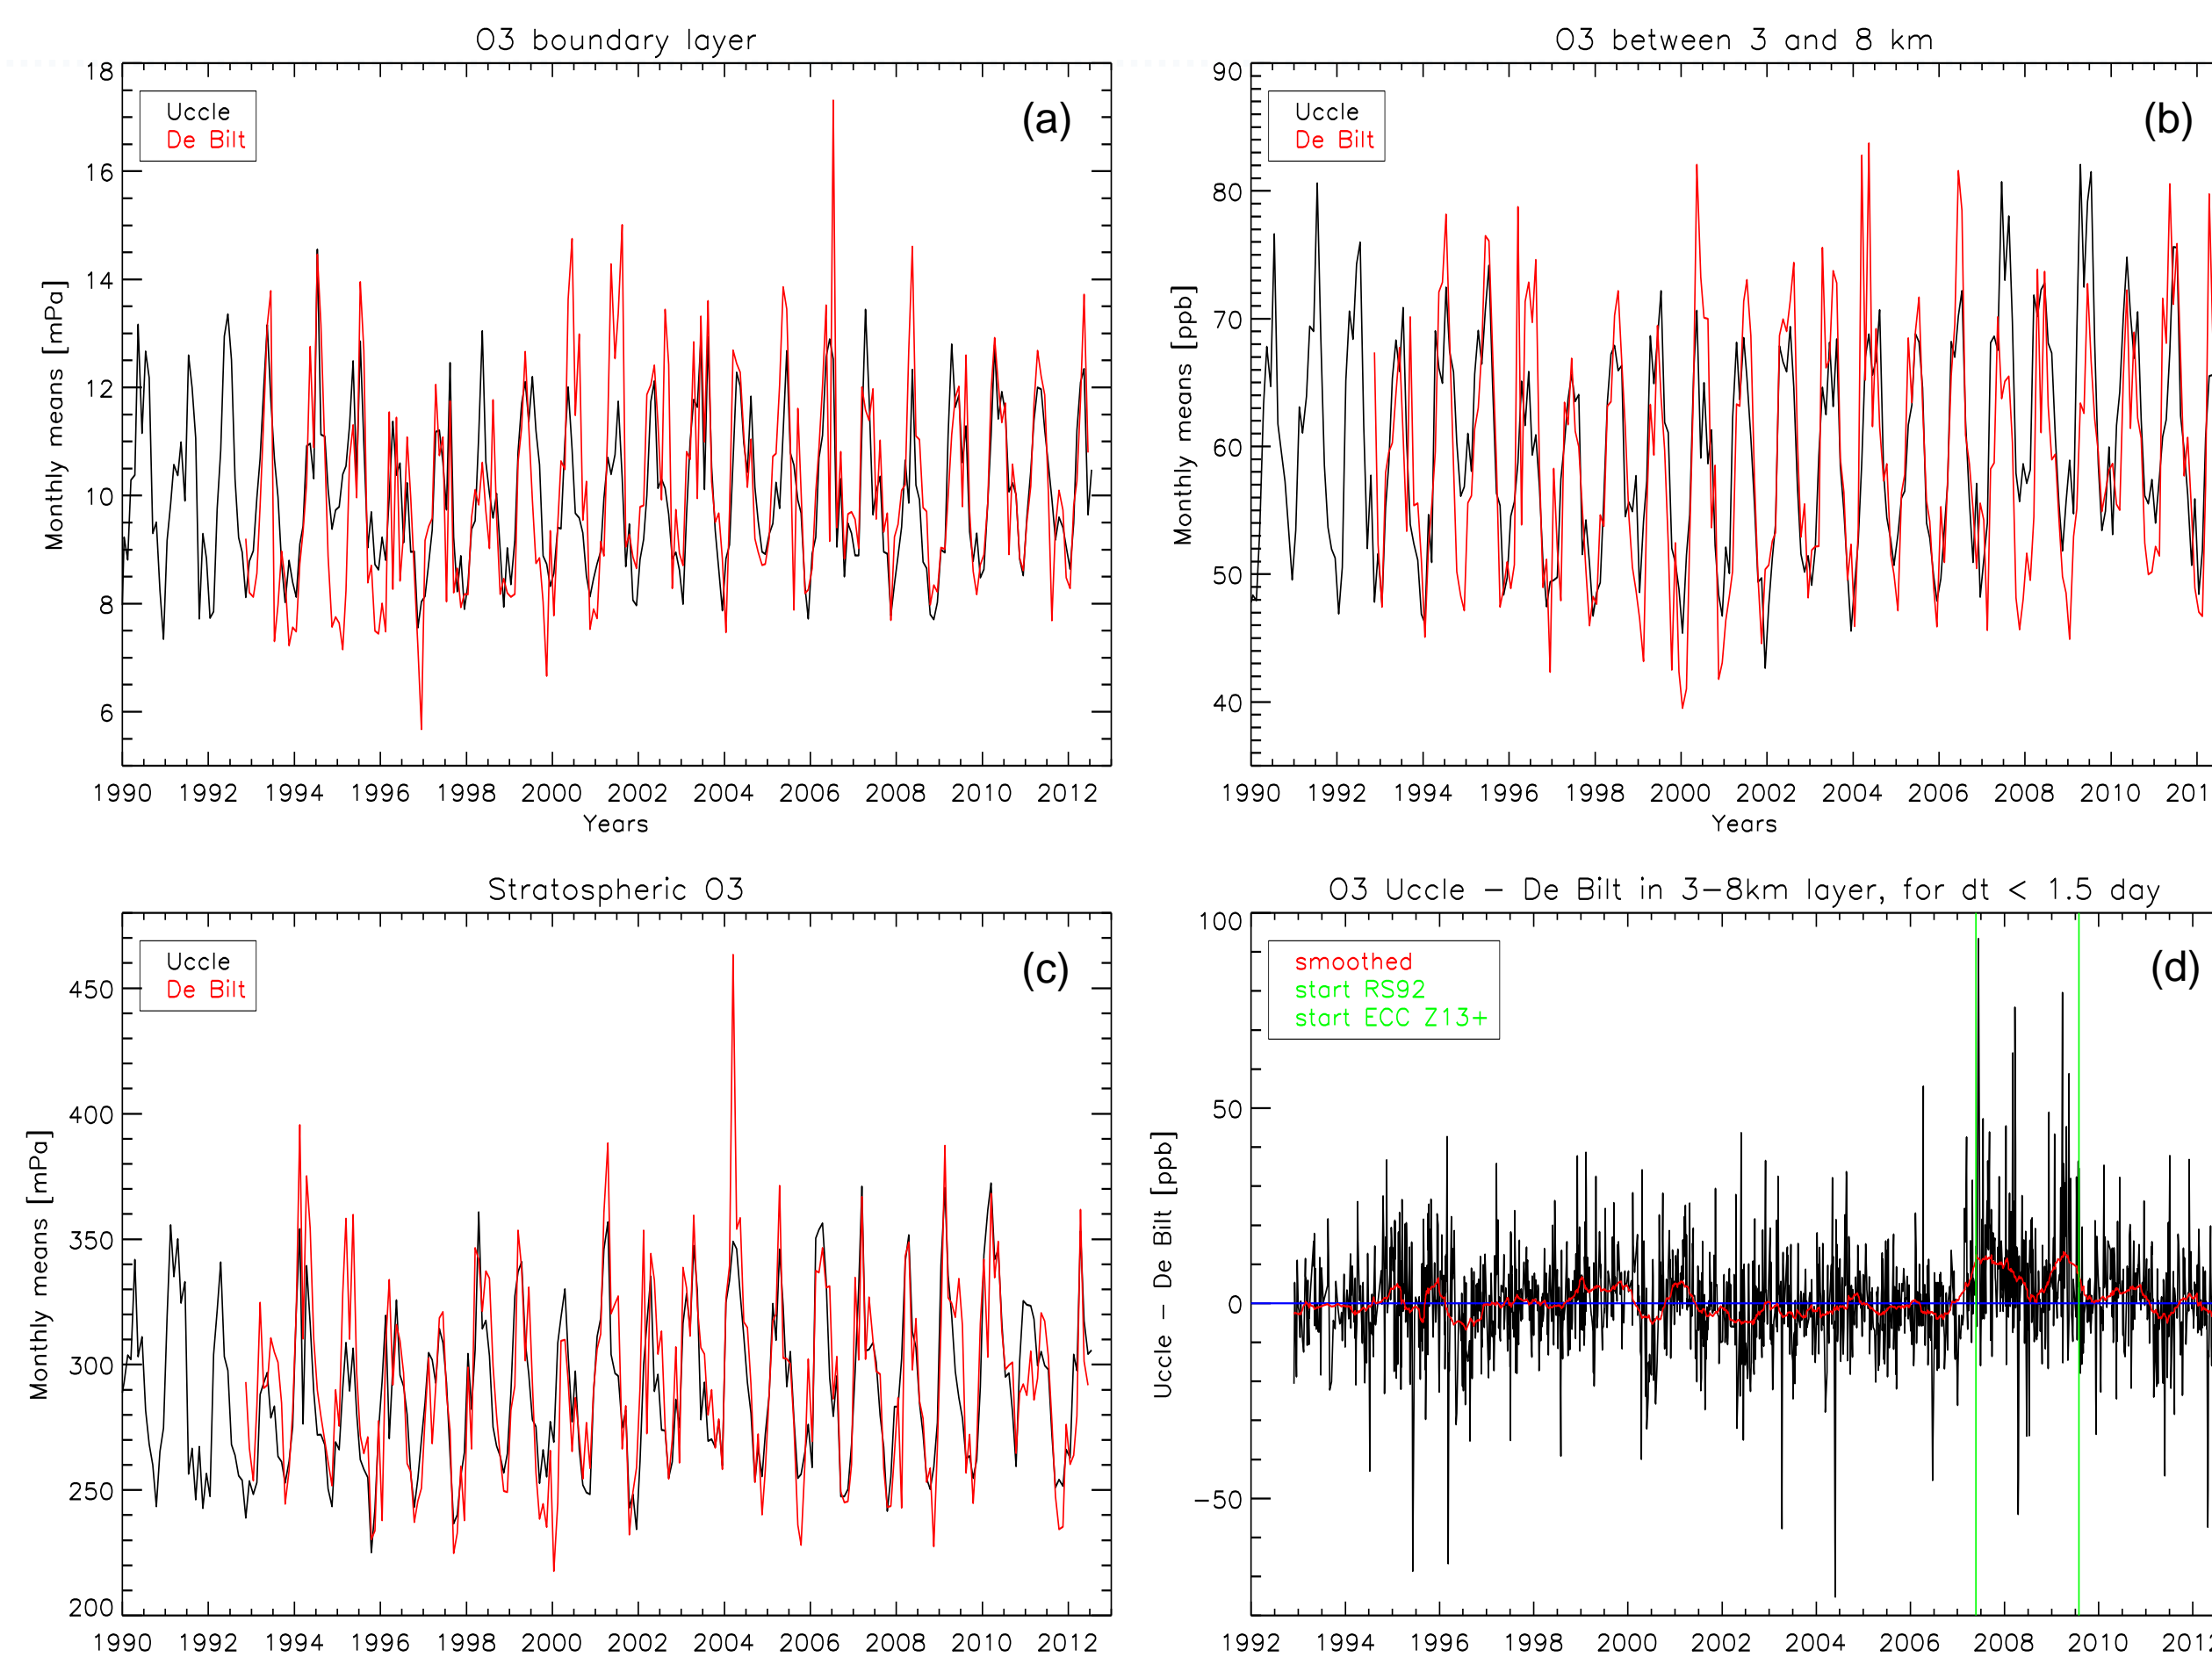 O3 boundary layer
Monthly means [mPa]
18
16
14
12
10
8
6
Uccle
De Bilt
(a)
1990 1992 1994 1996 1998 2000 2002 2004 2006 2008 2010 2012
Years
O3 between 3 and 8 km
Monthly means [ppb]
90
80
70
60
50
40
Uccle
De Bilt
(b)
1990 1992 1994 1996 1998 2000 2002 2004 2006 2008 2010 201
Years
Stratospheric O3
Monthly means [mPa]
450
400
350
300
250
200
Uccle
De Bilt
(c)
1990 1992 1994 1996 1998 2000 2002 2004 2006 2008 2010 2012
O3 Uccle - De Bilt in 3-8km layer, for dt < 1.5 day
Uccle - De Bilt [ppb]
100
50
0
-50
smoothed
start RS92
start ECC Z13+
(d)
1992 1994 1996 1998 2000 2002 2004 2006 2008 2010